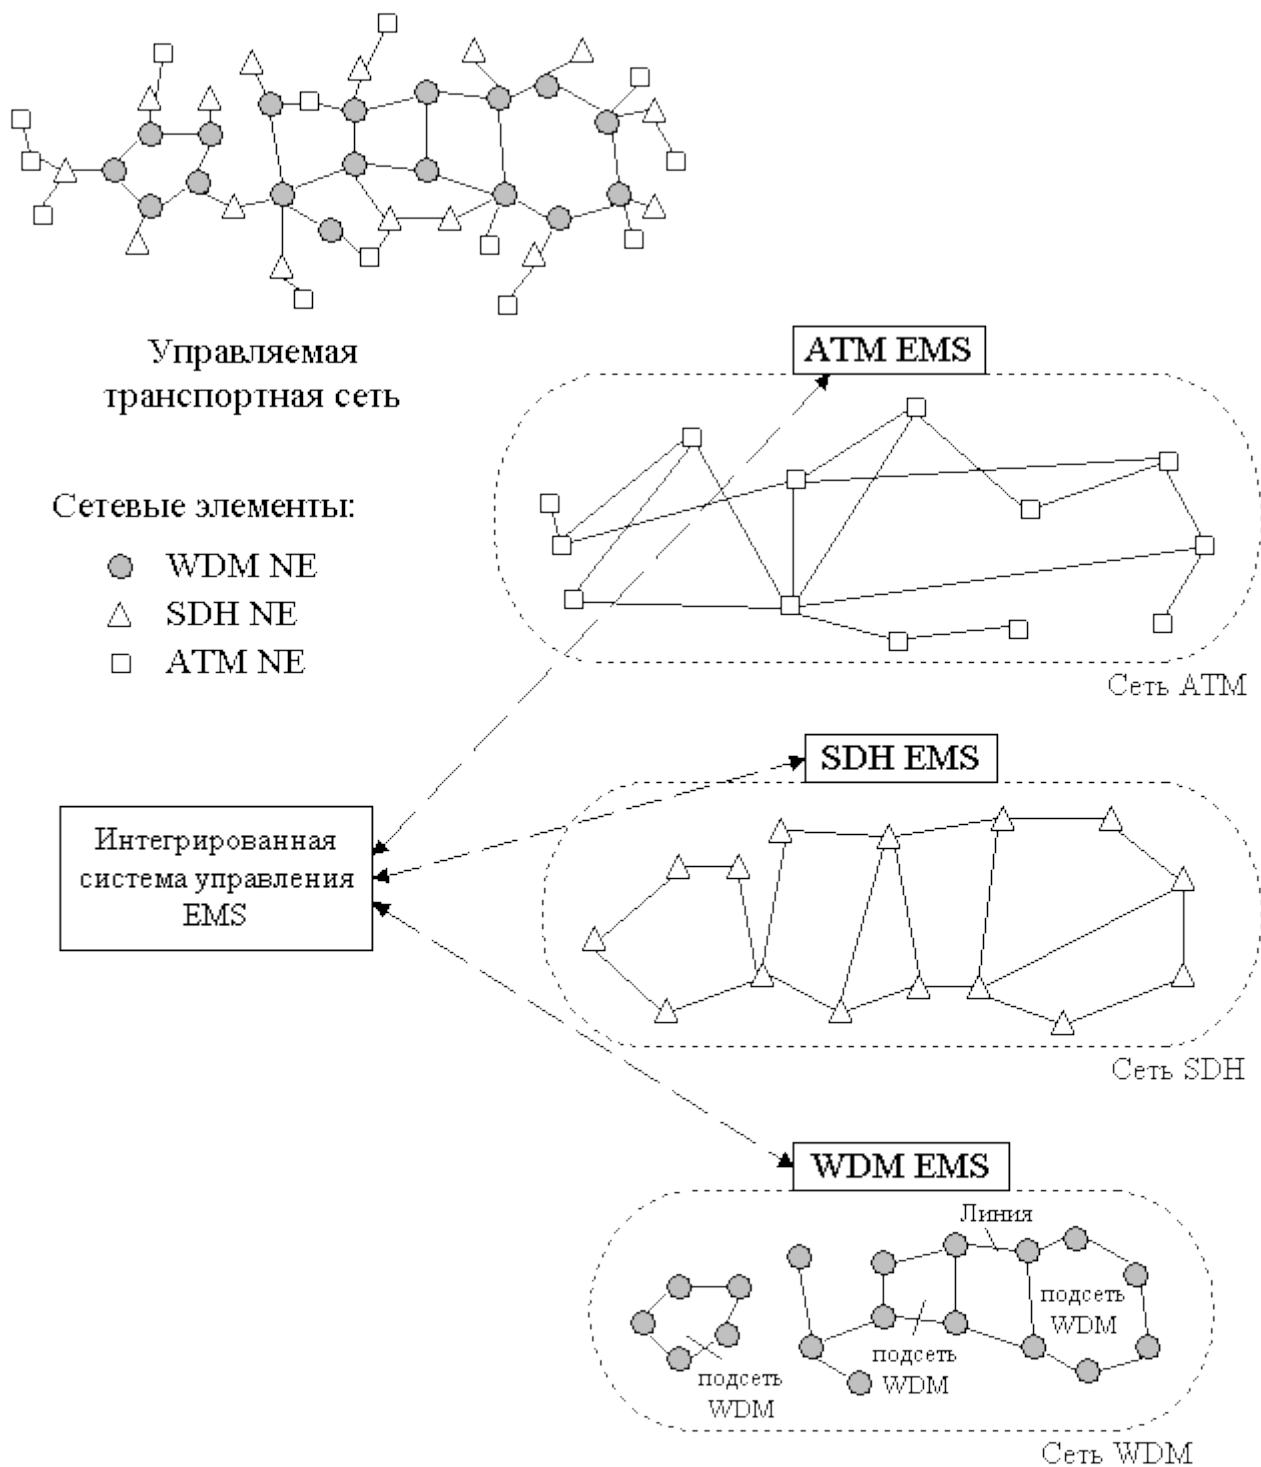 Управляемая
транспортная сеть
Сетевые элементы:
WDM NE
SDH NE
ATM NE
ATM EMS
Сеть ATM
SDH EMS
Интегрированная
система управления
EMS
Сеть SDH
WDM EMS
Линия
подсеть
WDM
подсеть
WDM
подсеть
WDM
Сеть WDM